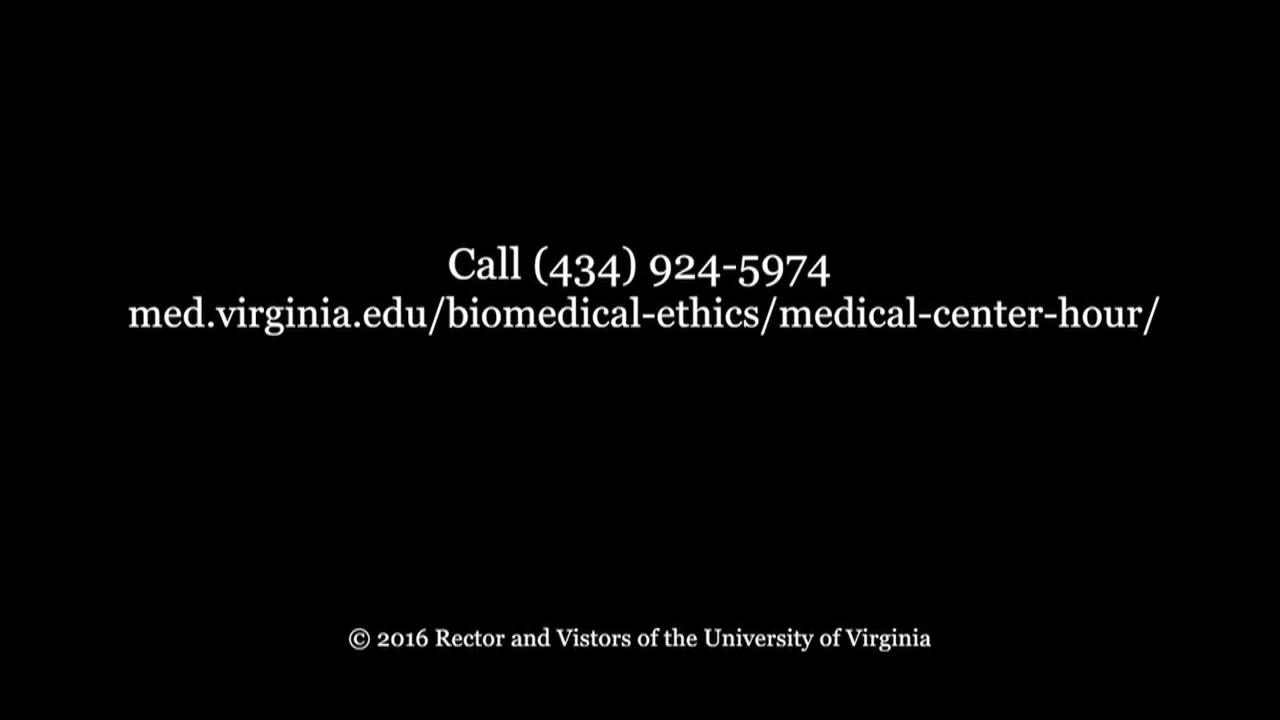 Call (434) 924-5974
med.virginia.edu/biomedical-ethics/medical-center-hour/
© 2016 Rector and Vistors of the University of Virginia